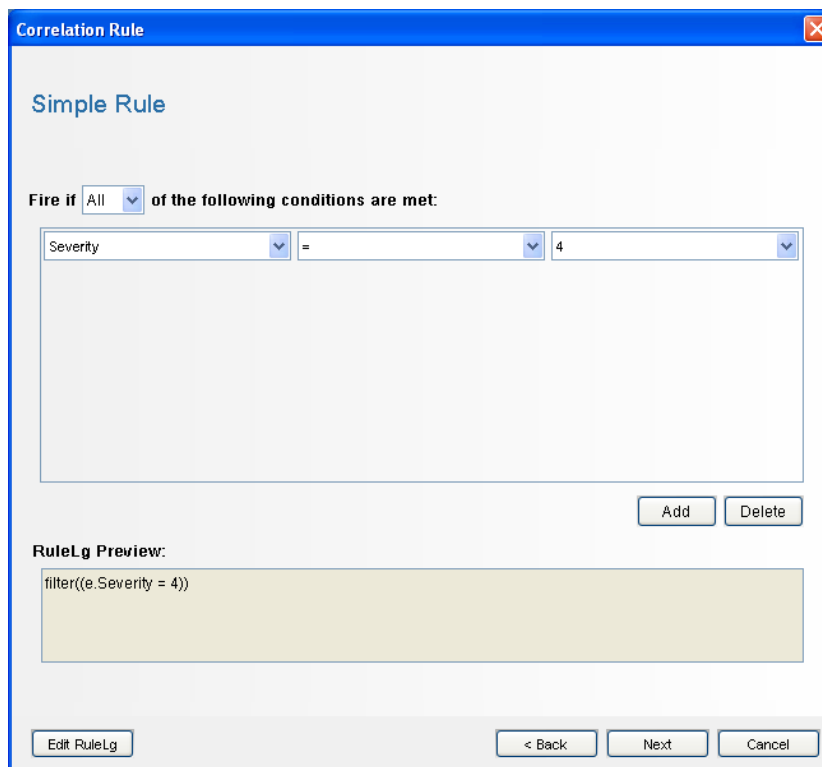 Correlation Rule
Simple Rule
Fire if All of the following conditions are met:
Severity = 4
Add Delete
RuleLg Preview:
filter((e.Severity = 4))
Edit RuleLg < Back Next Cancel